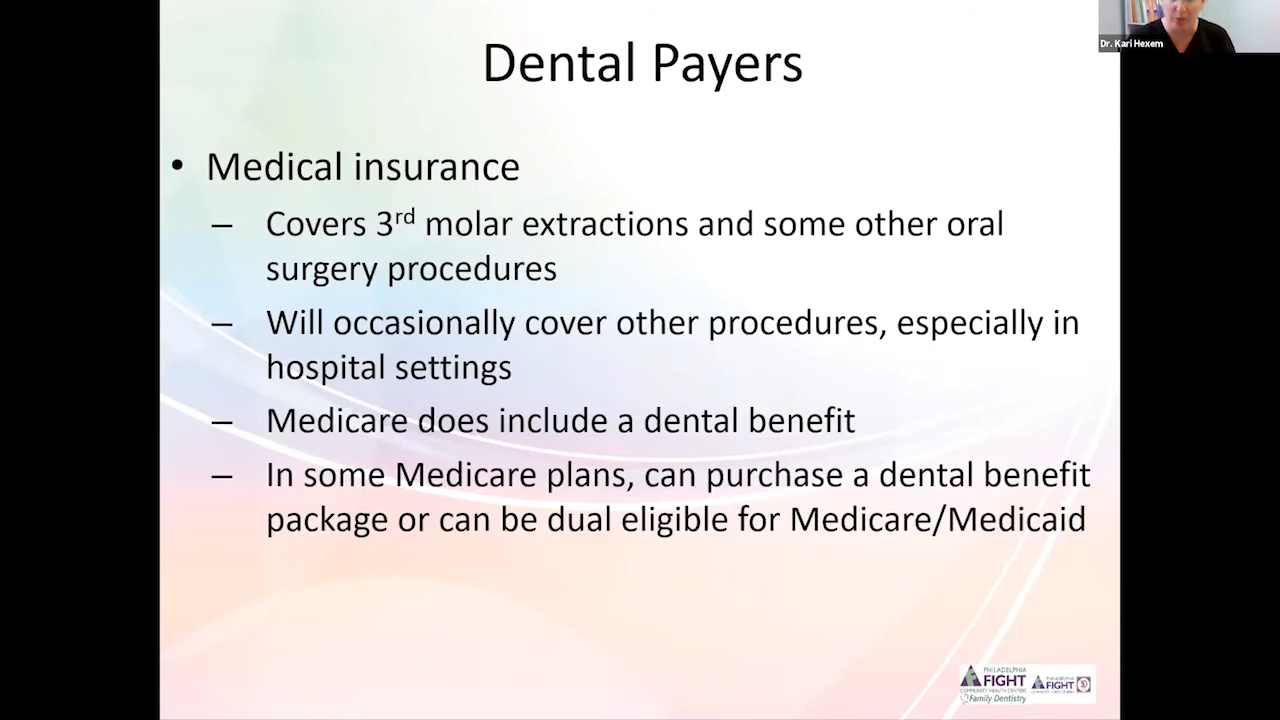 Dental Payers
Dr. Kari Hexem
• Medical insurance
– Covers 3rd molar extractions and some other oral
surgery procedures
– Will occasionally cover other procedures, especially in
hospital settings
– Medicare does include a dental benefit
– In some Medicare plans, can purchase a dental benefit
package or can be dual eligible for Medicare/Medicaid
PHILADELPHIA
FIGHT
COMMUNITY HEALTH CENTERS
Family Dentistry
PHILADELPHIA
FIGHT